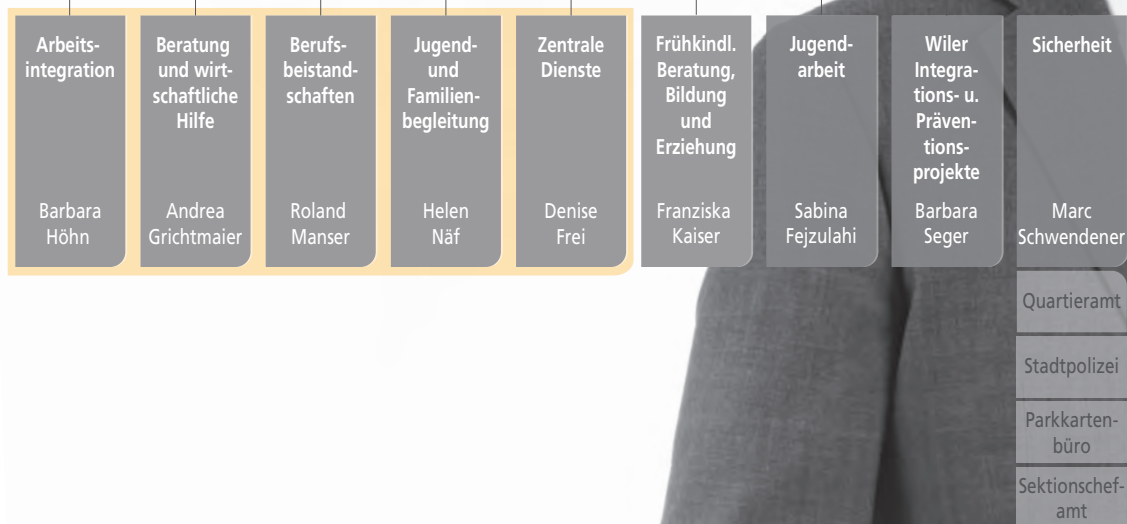 Arbeits-
integration
Barbara
Höhn
Beratung
und wirt-
schaftliche
Hilfe
Andrea
Grichtmaier
Berufs-
beistand-
schaften
Roland
Manser
Jugend-
und
Familien-
begleitung
Helen
Näf
Zentrale
Dienste
Denise
Frei
Frühkindl.
Beratung,
Bildung
und
Erziehung
Franziska
Kaiser
Jugend-
arbeit
Sabina
Fejzulahi
Wiler
Integra-
tions- u.
Präven-
tions-
projekte
Barbara
Seger
Sicherheit
Marc
Schwendener
Quartieramt
Stadtpolizei
Parkkarten-
büro
Sektionschef-
amt